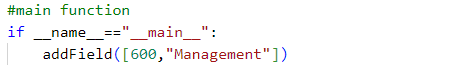 #main function
if __name__=="__main__":
    addField([600,"Management"])